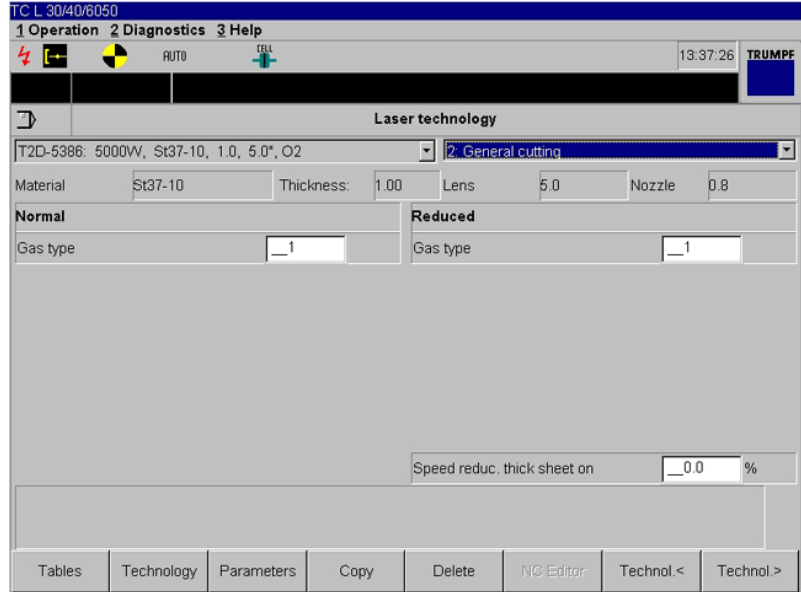 TC L 30/40/6050
1 Operation 2 Diagnostics 3 Help
AUTO CELL 13:37:26 TRUMPF
Laser technology
T2D-5386: 5000W, St37-10, 1.0, 5.0", O2 2: General cutting
Material St37-10 Thickness: 1.00 Lens 5.0 Nozzle 0.8
Normal Reduced
Gas type __1 Gas type __1
Speed reduc. thick sheet on __0.0 %
Tables Technology Parameters Copy Delete NC Editor Technol.< Technol.>